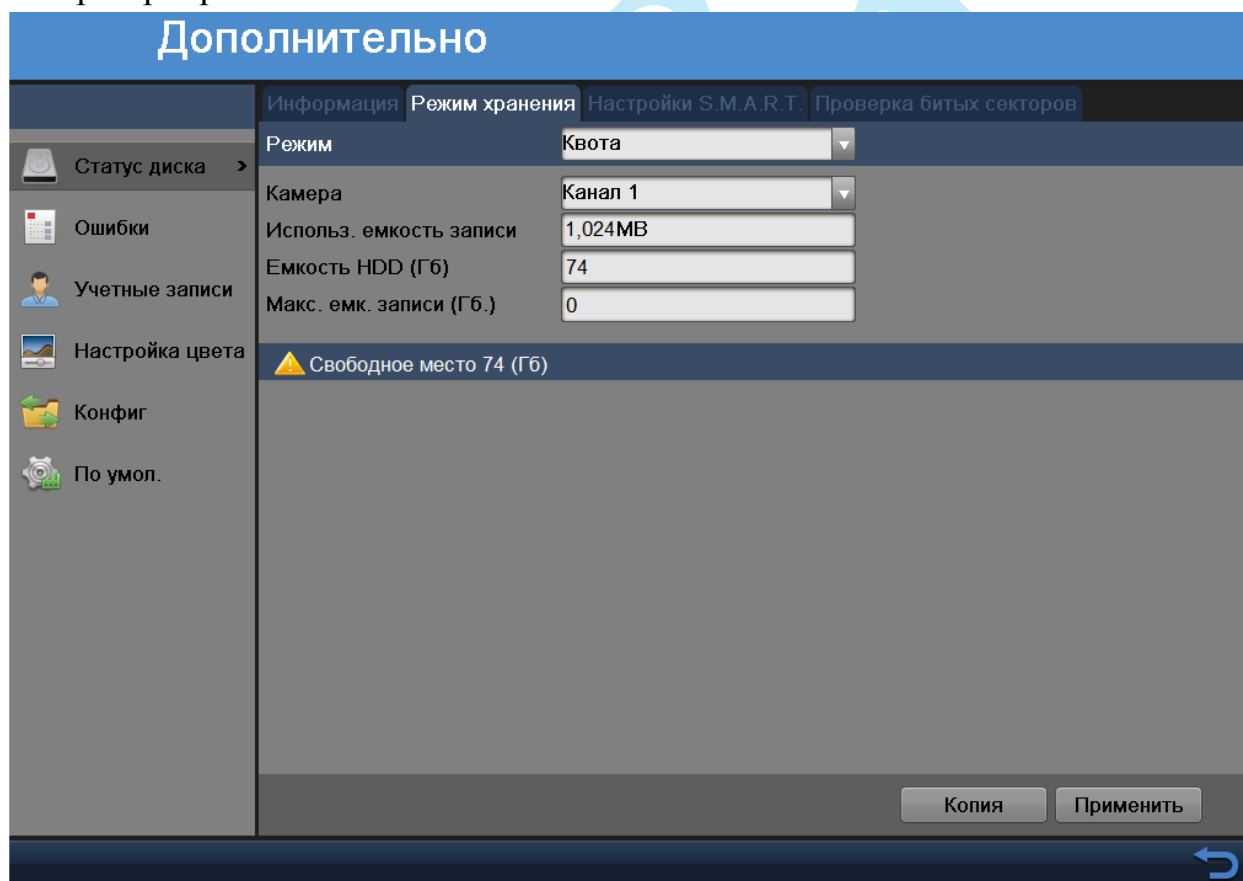 Дополнительно
Информация Режим хранения Настройки S.M.A.R.T. Проверка битых секторов
Режим Квота
Статус диска
Камера Канал 1
Ошибки
Использ. емкость записи 1,024MB
Емкость HDD (Гб) 74
Учетные записи
Макс. емк. записи (Гб.) 0
Настройка цвета
Свободное место 74 (Гб)
Конфиг
По умол.
Копия Применить